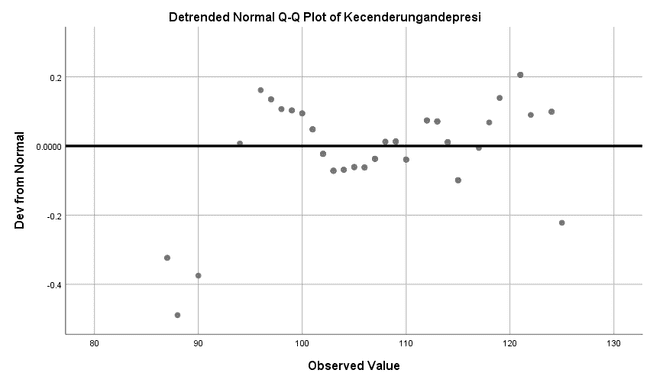 Detrended Normal Q-Q Plot of Kecenderungandepresi
Dev from Normal
0.2
0.0000
-0.2
-0.4
80 90 100 110 120 130
Observed Value